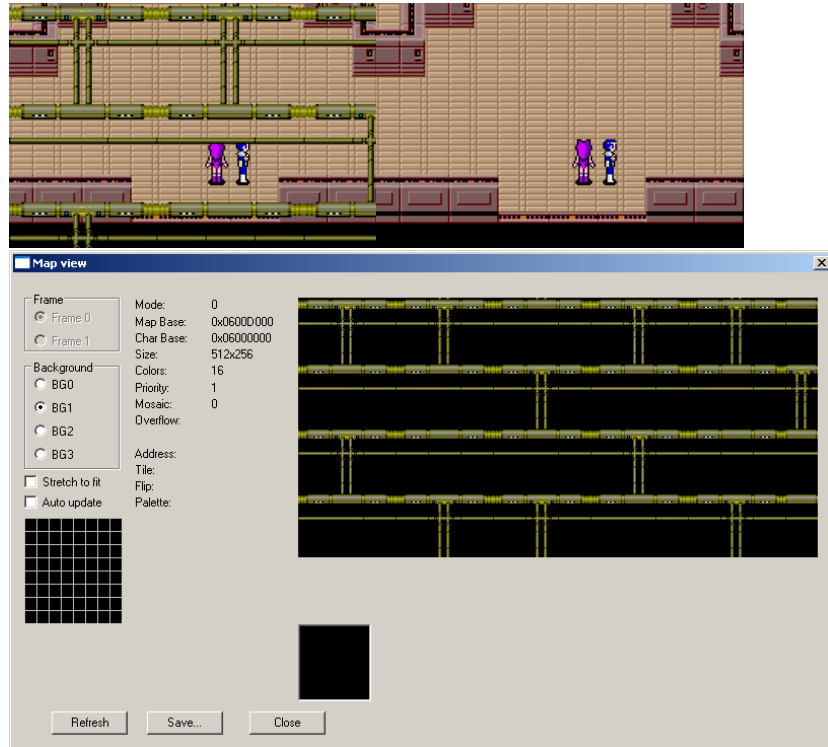 Map view
Frame
Frame 0
Frame 1
Background
BG0
BG1
BG2
BG3
Stretch to fit
Auto update
Mode: 0
Map Base: 0x0600D000
Char Base: 0x06000000
Size: 512x256
Colors: 16
Priority: 1
Mosaic: 0
Overflow:
Address:
Tile:
Flip:
Palette:
Refresh
Save...
Close